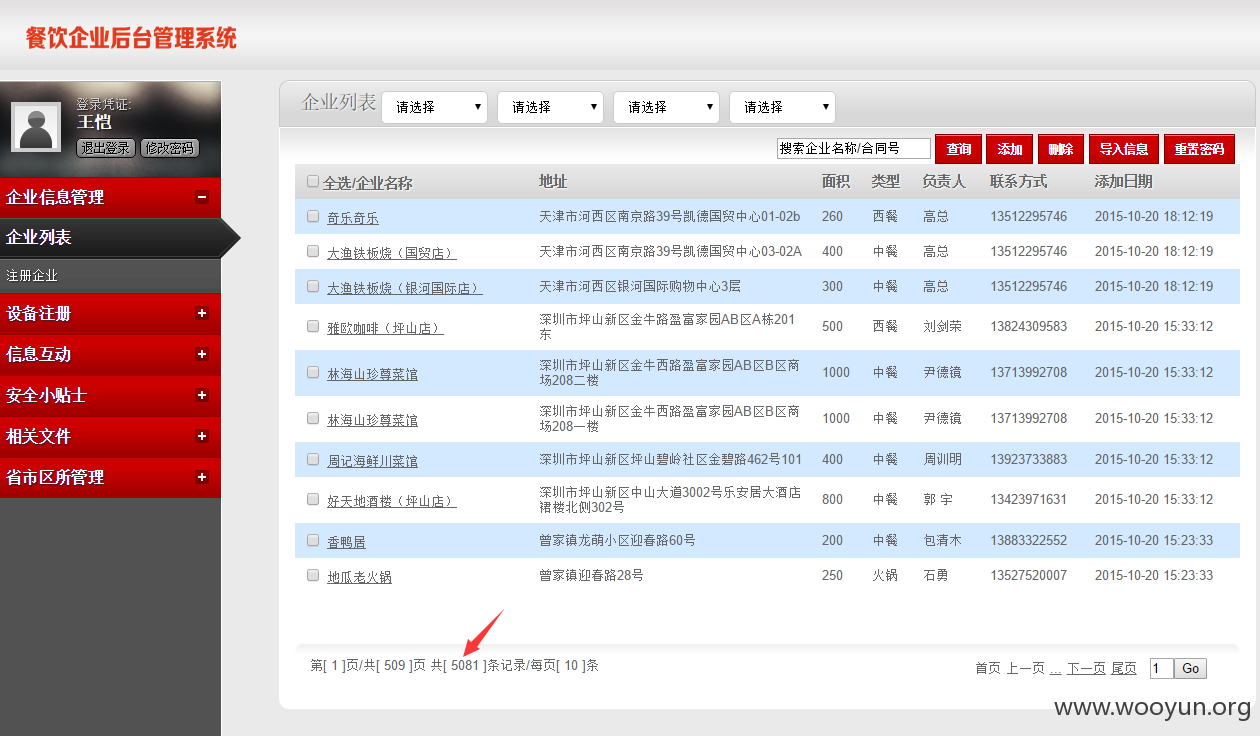 餐饮企业后台管理系统
登录凭证:
王恺
退出登录 修改密码
企业信息管理
企业列表
注册企业
设备注册
信息互动
安全小贴士
相关文件
省市区所管理
企业列表 请选择 请选择 请选择 请选择
搜索企业名称/合同号 查询 添加 删除 导入信息 重置密码
全选/企业名称 地址 面积 类型 负责人 联系方式 添加日期
奇乐奇乐 天津市河西区南京路39号凯德国贸中心01-02b 260 西餐 高总 13512295746 2015-10-20 18:12:19
大渔铁板烧（国贸店） 天津市河西区南京路39号凯德国贸中心03-02A 400 中餐 高总 13512295746 2015-10-20 18:12:19
大渔铁板烧（银河国际店） 天津市河西区银河国际购物中心3层 300 中餐 高总 13512295746 2015-10-20 18:12:19
雅欧咖啡（坪山店） 深圳市坪山新区金牛路盈富家园AB区A栋201
东 500 西餐 刘剑荣 13824309583 2015-10-20 15:33:12
林海山珍尊菜馆 深圳市坪山新区金牛西路盈富家园AB区B区商
场208二楼 1000 中餐 尹德镜 13713992708 2015-10-20 15:33:12
林海山珍尊菜馆 深圳市坪山新区金牛西路盈富家园AB区B区商
场208一楼 1000 中餐 尹德镜 13713992708 2015-10-20 15:33:12
周记海鲜川菜馆 深圳市坪山新区坪山碧岭社区金碧路462号101 400 中餐 周训明 13923733883 2015-10-20 15:33:12
好天地酒楼（坪山店） 深圳市坪山新区中山大道3002号乐安居大酒店
裙楼北侧302号 800 中餐 郭 宇 13423971631 2015-10-20 15:33:12
香鸭居 曾家镇龙萌小区迎春路60号 200 中餐 包清木 13883322552 2015-10-20 15:23:33
地瓜老火锅 曾家镇迎春路28号 250 火锅 石勇 13527520007 2015-10-20 15:23:33
第[ 1 ]页/共[ 509 ]页 共[ 5081 ]条记录/每页[ 10 ]条
首页 上一页 ... 下一页 尾页 1 Go
www.wooyun.org